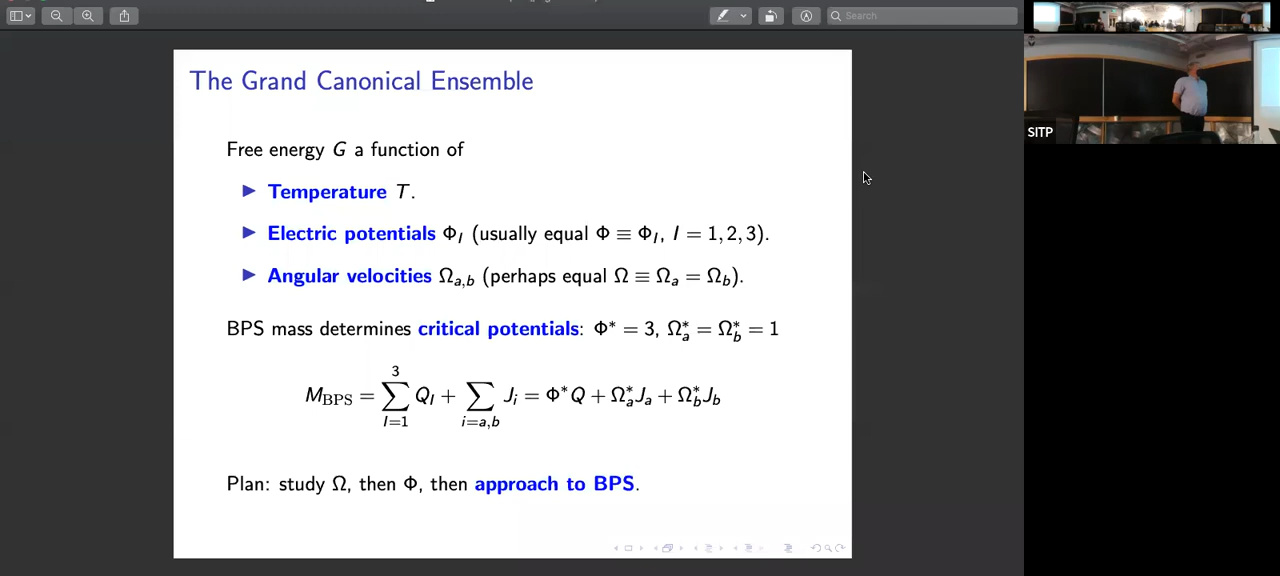 Search
The Grand Canonical Ensemble
Free energy G a function of
▶ Temperature T.
▶ Electric potentials Φ_I (usually equal Φ ≡ Φ_I, I = 1, 2, 3).
▶ Angular velocities Ω_{a,b} (perhaps equal Ω ≡ Ω_a = Ω_b).
BPS mass determines critical potentials: Φ* = 3, Ω*_a = Ω*_b = 1
M_BPS = ∑_{I=1}^{3} Q_I + ∑_{i=a,b} J_i = Φ*Q + Ω*_a J_a + Ω*_b J_b
Plan: study Ω, then Φ, then approach to BPS.
SITP